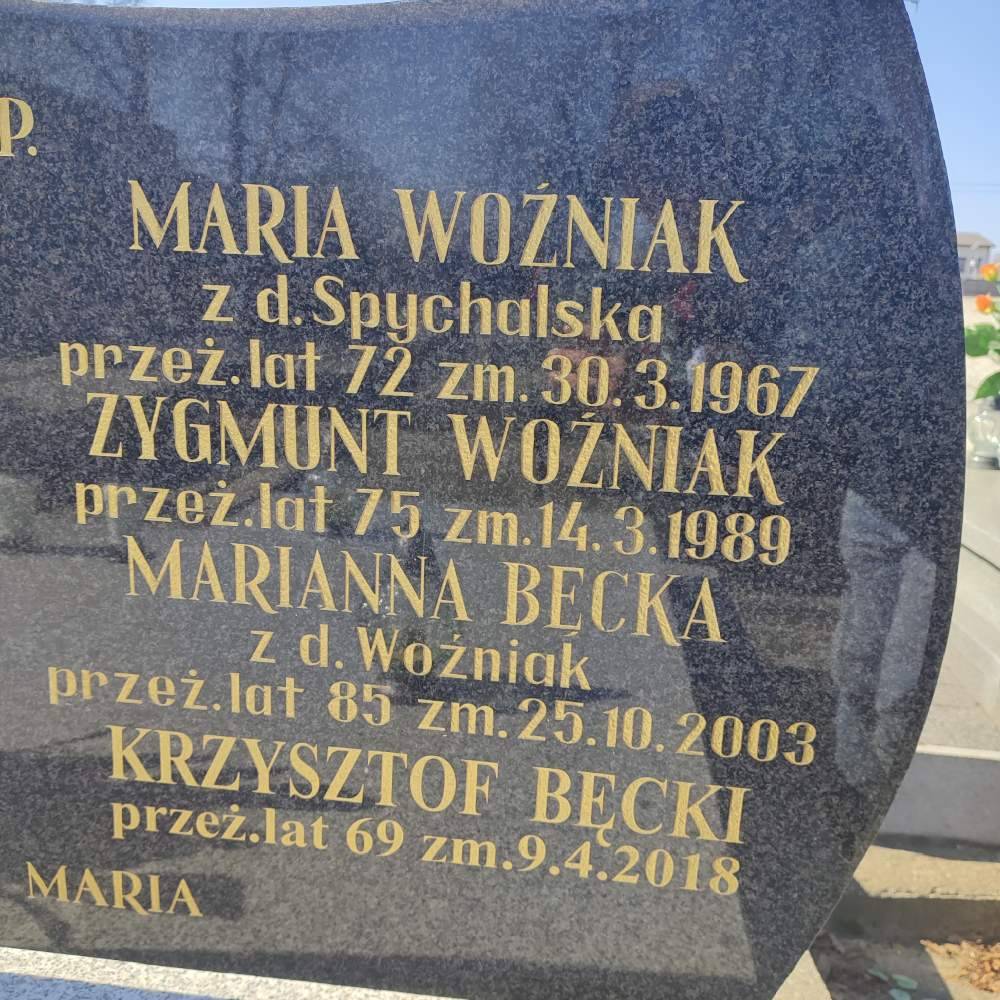 P.
MARIA WOŹNIAK
z d. Spychalska
przeż. lat 72 zm. 30. 3. 1967
ZYGMUNT WOŹNIAK
przeż. lat 75 zm. 14. 3. 1989
MARIANNA BĘCKA
z d. Woźniak
przeż. lat 85 zm. 25. 10. 2003
KRZYSZTOF BĘCKI
przeż.lat 69 zm.9.4.2018
MARIA